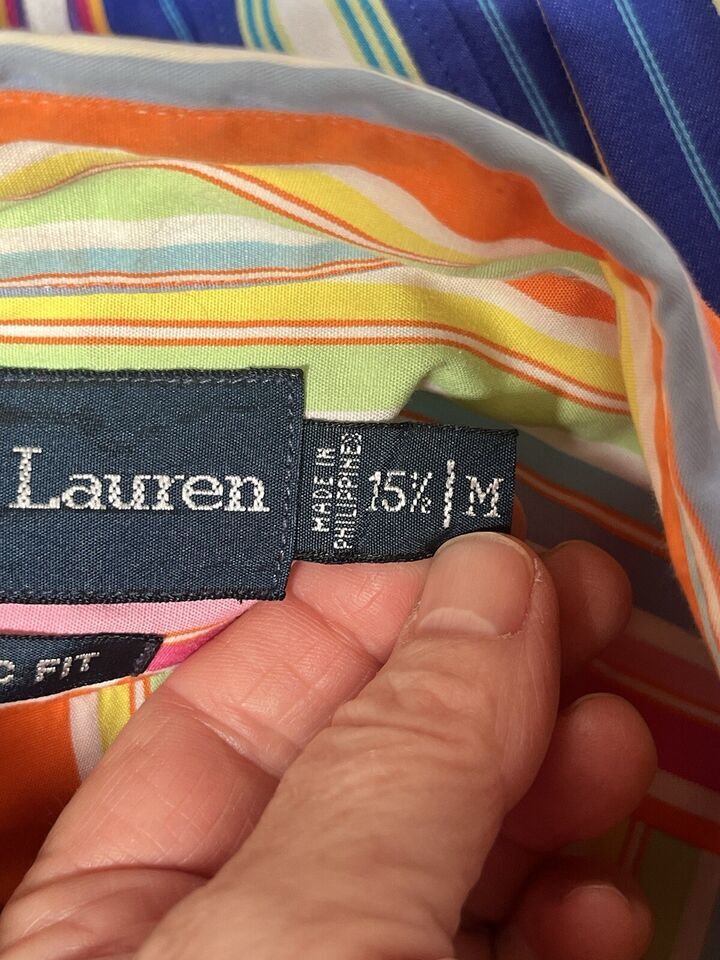 Lauren
MADE IN
PHILIPPINES
15½ | M
C FIT